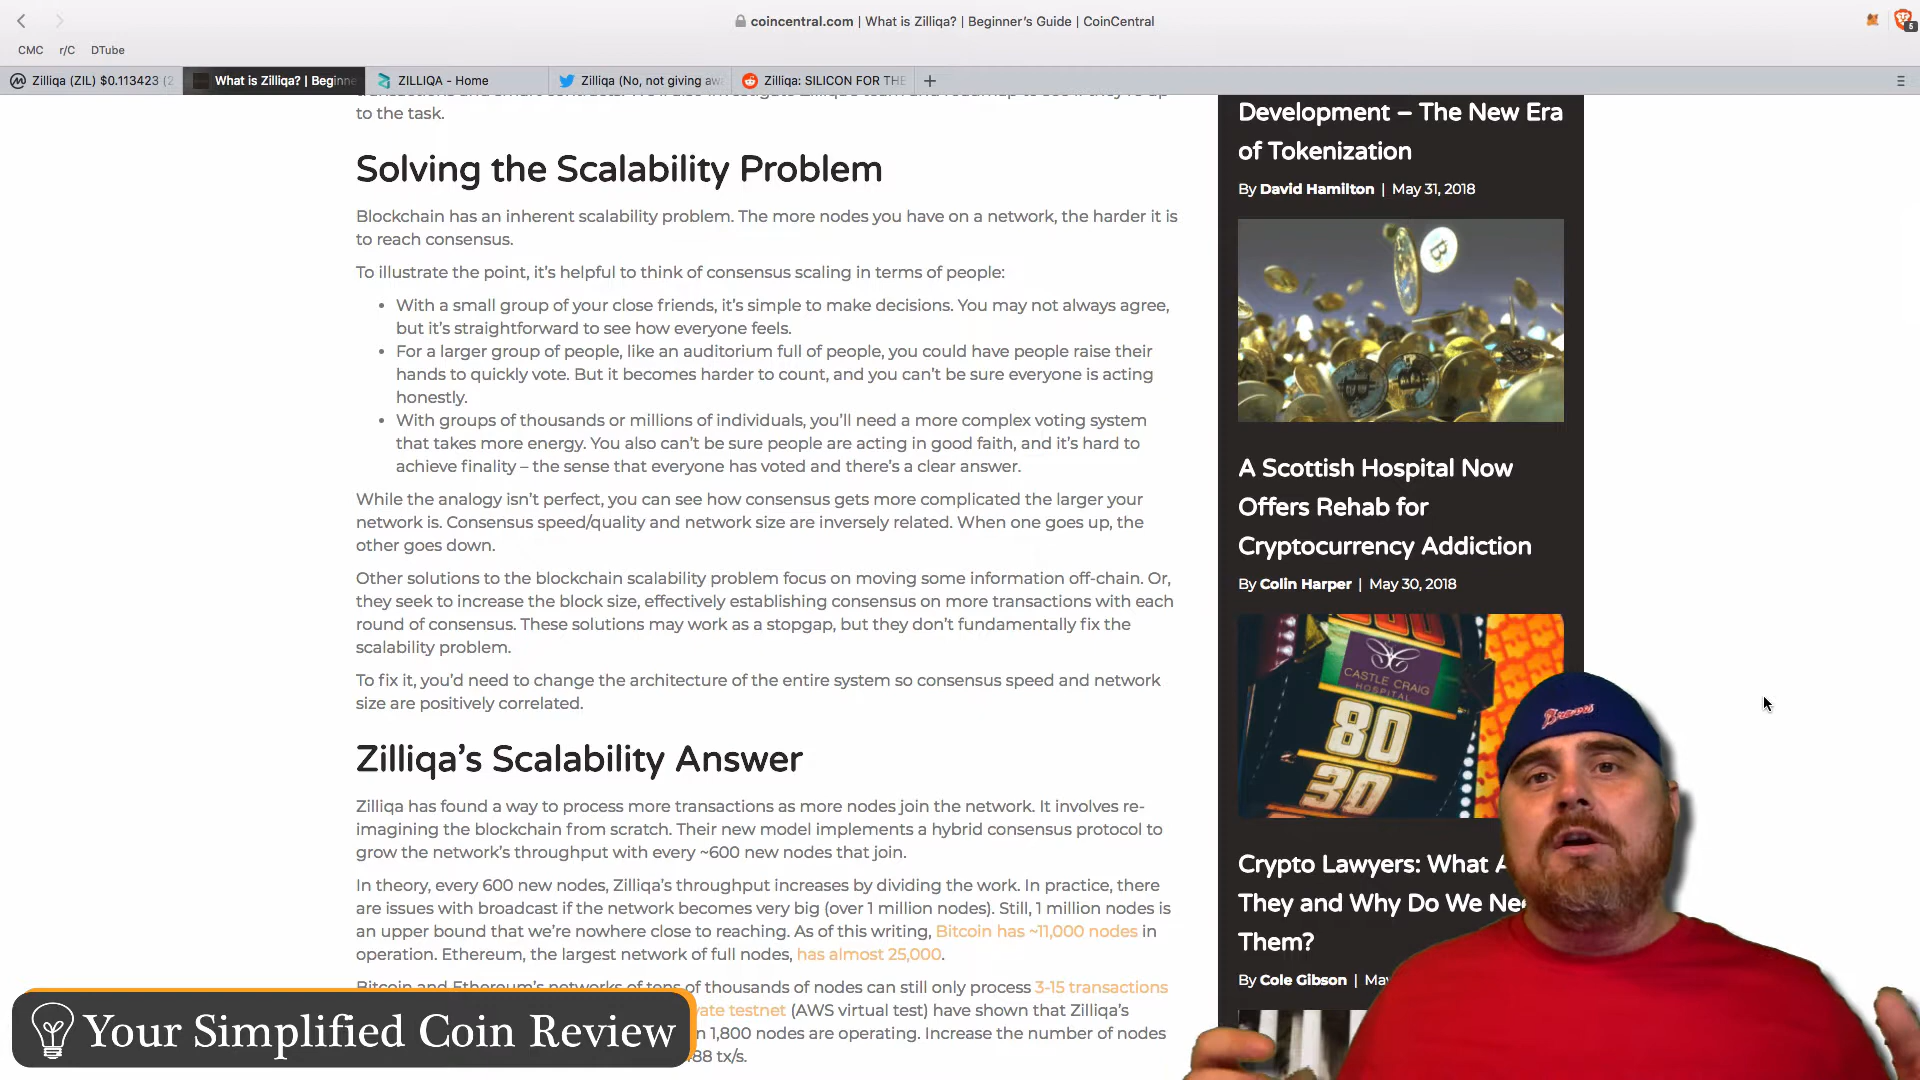 coincentral.com | What is Zilliqa? | Beginner's Guide | CoinCentral
5
CMC r/C DTube
Zilliqa (ZIL) $0.113423 (2
What is Zilliqa? | Beginne
ZILLIQA - Home
Zilliqa (No, not giving aw
Zilliqa: SILICON FOR THE
to the task.
Solving the Scalability Problem
Blockchain has an inherent scalability problem. The more nodes you have on a network, the harder it is
to reach consensus.
To illustrate the point, it's helpful to think of consensus scaling in terms of people:
• With a small group of your close friends, it's simple to make decisions. You may not always agree,
but it's straightforward to see how everyone feels.
• For a larger group of people, like an auditorium full of people, you could have people raise their
hands to quickly vote. But it becomes harder to count, and you can't be sure everyone is acting
honestly.
• With groups of thousands or millions of individuals, you'll need a more complex voting system
that takes more energy. You also can't be sure people are acting in good faith, and it's hard to
achieve finality – the sense that everyone has voted and there's a clear answer.
While the analogy isn't perfect, you can see how consensus gets more complicated the larger your
network is. Consensus speed/quality and network size are inversely related. When one goes up, the
other goes down.
Other solutions to the blockchain scalability problem focus on moving some information off-chain. Or,
they seek to increase the block size, effectively establishing consensus on more transactions with each
round of consensus. These solutions may work as a stopgap, but they don't fundamentally fix the
scalability problem.
To fix it, you'd need to change the architecture of the entire system so consensus speed and network
size are positively correlated.
Zilliqa's Scalability Answer
Zilliqa has found a way to process more transactions as more nodes join the network. It involves re-
imagining the blockchain from scratch. Their new model implements a hybrid consensus protocol to
grow the network's throughput with every ~600 new nodes that join.
In theory, every 600 new nodes, Zilliqa's throughput increases by dividing the work. In practice, there
are issues with broadcast if the network becomes very big (over 1 million nodes). Still, 1 million nodes is
an upper bound that we're nowhere close to reaching. As of this writing, Bitcoin has ~11,000 nodes in
operation. Ethereum, the largest network of full nodes, has almost 25,000.
Bitcoin and Ethereum's networks of tens of thousands of nodes can still only process 3-15 transactions
vate testnet (AWS virtual test) have shown that Zilliqa's
1,800 nodes are operating. Increase the number of nodes
88 tx/s.
Your Simplified Coin Review
Development – The New Era
of Tokenization
By David Hamilton | May 31, 2018
A Scottish Hospital Now
Offers Rehab for
Cryptocurrency Addiction
By Colin Harper | May 30, 2018
CASTLE CRAIG
HOSPITAL
80
30
Braves
Crypto Lawyers: What A
They and Why Do We Ne
Them?
By Cole Gibson | Ma